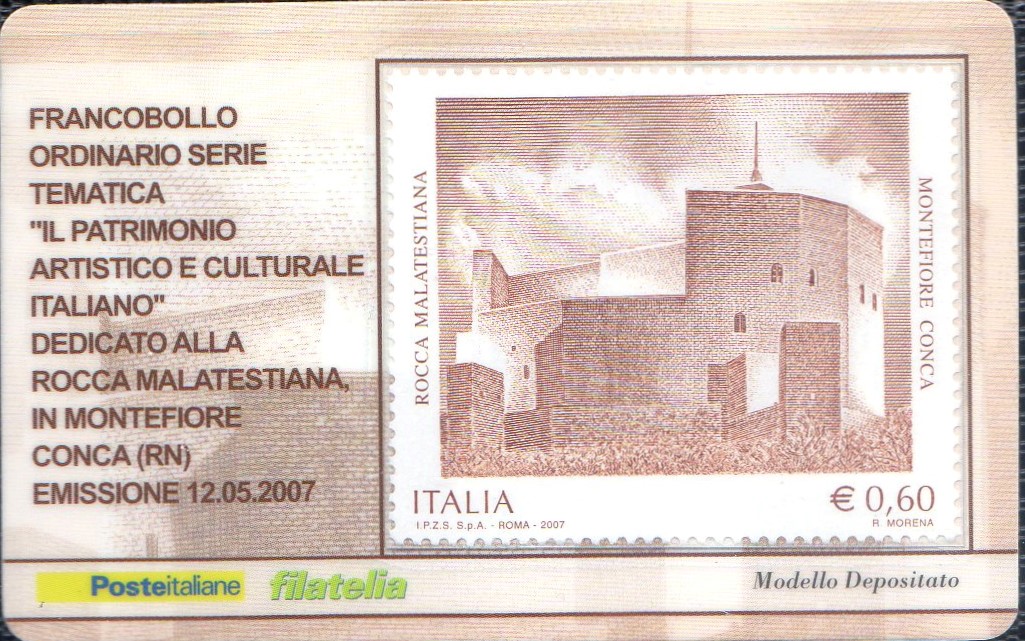 FRANCOBOLLO
ORDINARIO SERIE
TEMATICA
"IL PATRIMONIO
ARTISTICO E CULTURALE
ITALIANO"
DEDICATO ALLA
ROCCA MALATESTIANA,
IN MONTEFIORE
CONCA (RN)
EMISSIONE 12.05.2007
ROCCA MALATESTIANA
MONTEFIORE CONCA
ITALIA
€ 0,60
I.P.Z.S. S.p.A. - ROMA - 2007
R. MORENA
Posteitaliane
filatelia
Modello Depositato